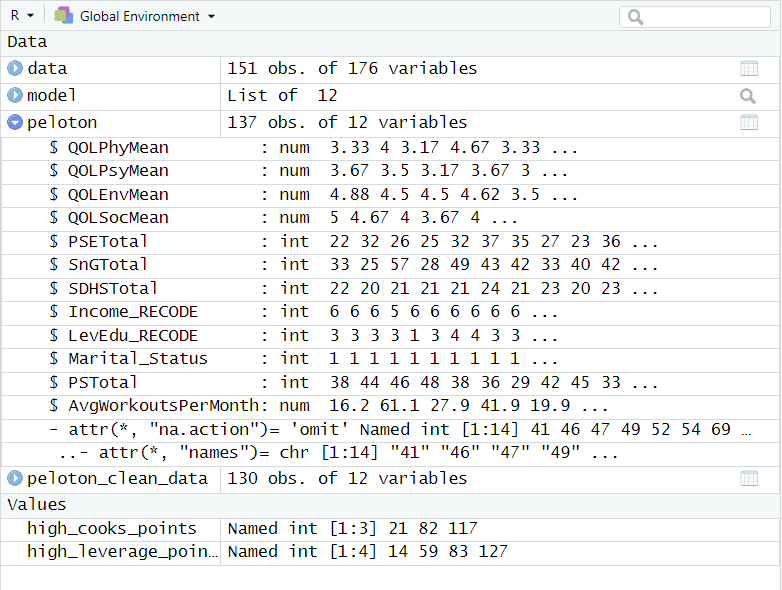 R Global Environment
Data
data 151 obs. of 176 variables
model List of 12
peloton 137 obs. of 12 variables
$ QOLPhyMean : num 3.33 4 3.17 4.67 3.33 ...
$ QOLPsyMean : num 3.67 3.5 3.17 3.67 3 ...
$ QOLEnvMean : num 4.88 4.5 4.5 4.62 3.5 ...
$ QOLSocMean : num 5 4.67 4 3.67 4 ...
$ PSETotal : int 22 32 26 25 32 37 35 27 23 36 ...
$ SnGTotal : int 33 25 57 28 49 43 42 33 40 42 ...
$ SDHSTotal : int 22 20 21 21 21 24 21 23 20 23 ...
$ Income_RECODE : int 6 6 6 5 6 6 6 6 6 6 ...
$ LevEdu_RECODE : int 3 3 3 3 1 3 4 4 3 3 ...
$ Marital_Status : int 1 1 1 1 1 1 1 1 1 1 ...
$ PSTotal : int 38 44 46 48 38 36 29 42 45 33 ...
$ AvgWorkoutsPerMonth: num 16.2 61.1 27.9 41.9 19.9 ...
- attr(*, "na.action")= 'omit' Named int [1:14] 41 46 47 49 52 54 69 …
..- attr(*, "names")= chr [1:14] "41" "46" "47" "49" ...
peloton_clean_data 130 obs. of 12 variables
Values
high_cooks_points Named int [1:3] 21 82 117
high_leverage_poin… Named int [1:4] 14 59 83 127